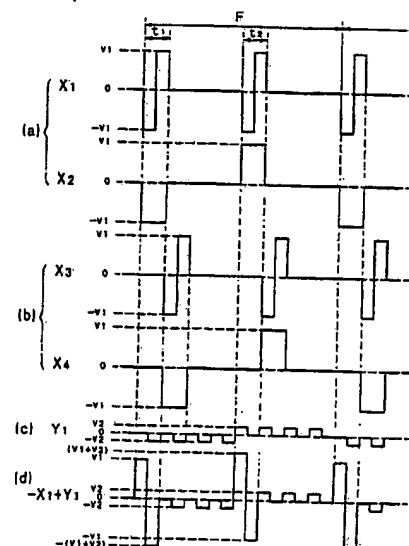 F
t1 t2
V1
X1 0
-V1
(a)
V1
X2 0
-V1
V1
X3 0
-V1
(b)
V1
X4 0
-V1
(c) Y1 V2
0
-V2
(V1+V2)
V1
(d)
-X1+Y1 V2
0
-V2
-V1
-(V1+V2)